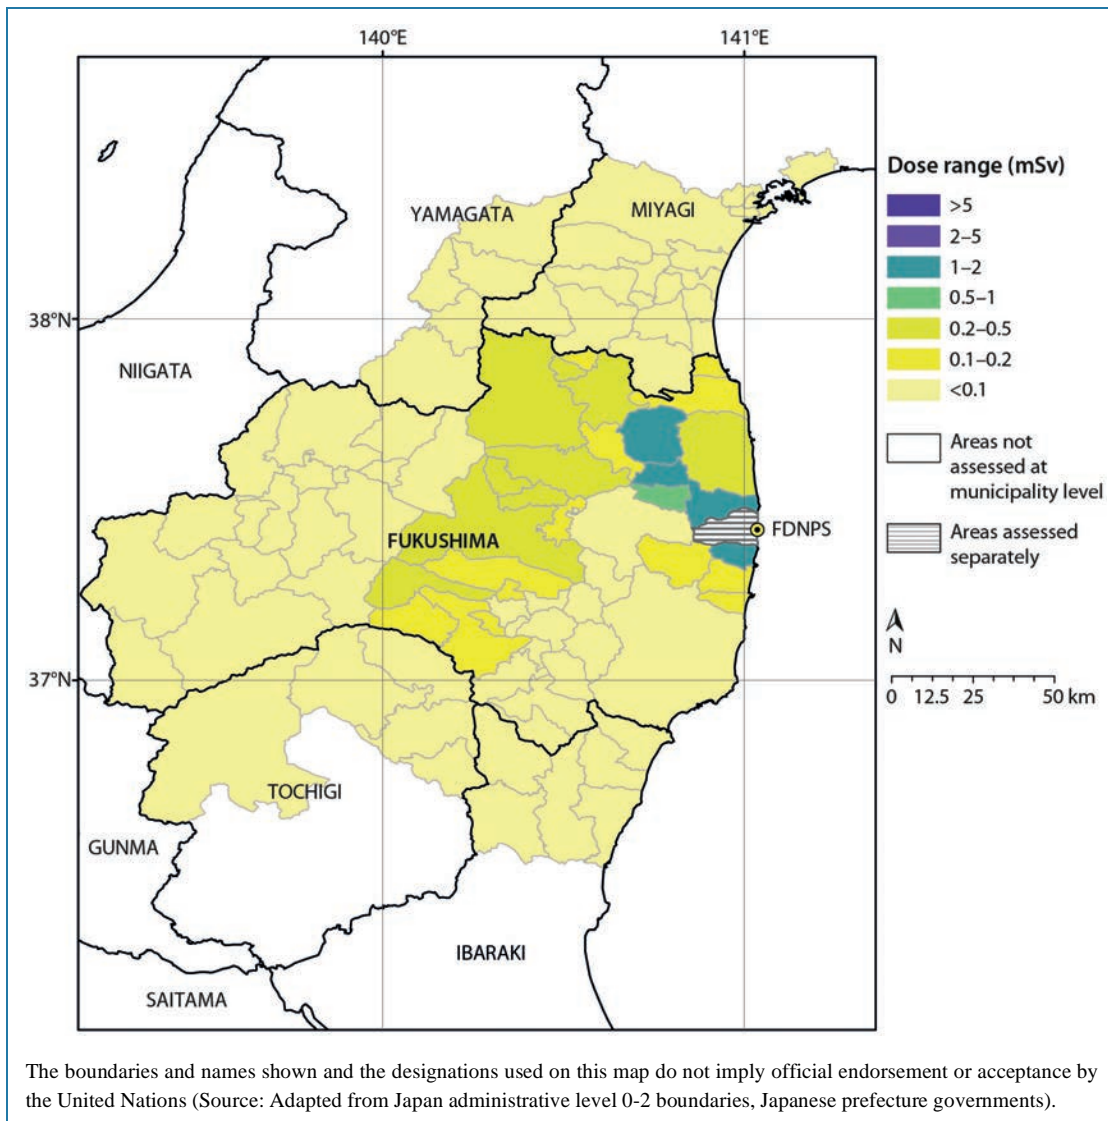 140°E
141°E
YAMAGATA
MIYAGI
38°N
NIIGATA
FUKUSHIMA
FDNPS
37°N
TOCHIGI
GUNMA
IBARAKI
SAITAMA
Dose range (mSv)
>5
2–5
1–2
0.5–1
0.2–0.5
0.1–0.2
<0.1
Areas not
assessed at
municipality level
Areas assessed
separately
N
0 12.5 25 50 km
The boundaries and names shown and the designations used on this map do not imply official endorsement or acceptance by
the United Nations (Source: Adapted from Japan administrative level 0-2 boundaries, Japanese prefecture governments).